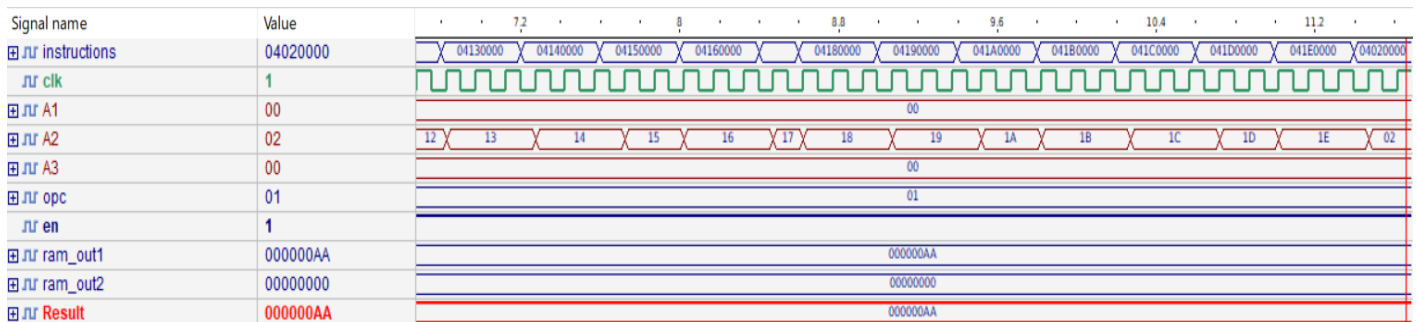 Signal name Value 7.2 8 8.8 9.6 10.4 11.2
instructions 04020000 04130000 04140000 04150000 04160000 04180000 04190000 041A0000 041B0000 041C0000 041D0000 041E0000 04020000
clk 1
A1 00 00
A2 02 12 13 14 15 16 17 18 19 1A 1B 1C 1D 1E 02
A3 00 00
opc 01 01
en 1
ram_out1 000000AA 000000AA
ram_out2 00000000 00000000
Result 000000AA 000000AA